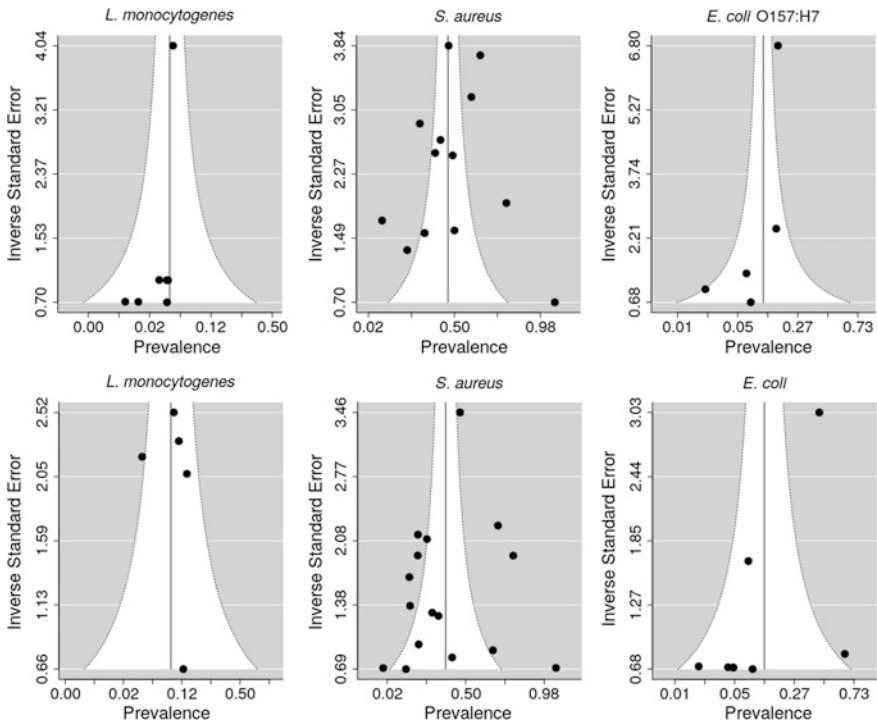 L. monocytogenes
Inverse Standard Error
4.04
3.21
2.37
1.53
0.70
0.00
0.02
0.12
0.50
Prevalence
S. aureus
Inverse Standard Error
3.84
3.05
2.27
1.49
0.70
0.02
0.50
0.98
Prevalence
E. coli O157:H7
Inverse Standard Error
6.80
5.27
3.74
2.21
0.68
0.01
0.05
0.27
0.73
Prevalence
L. monocytogenes
Inverse Standard Error
2.52
2.05
1.59
1.13
0.66
0.00
0.02
0.12
0.50
Prevalence
S. aureus
Inverse Standard Error
3.46
2.77
2.08
1.38
0.69
0.02
0.50
0.98
Prevalence
E. coli
Inverse Standard Error
3.03
2.44
1.85
1.27
0.68
0.01
0.05
0.27
0.73
Prevalence